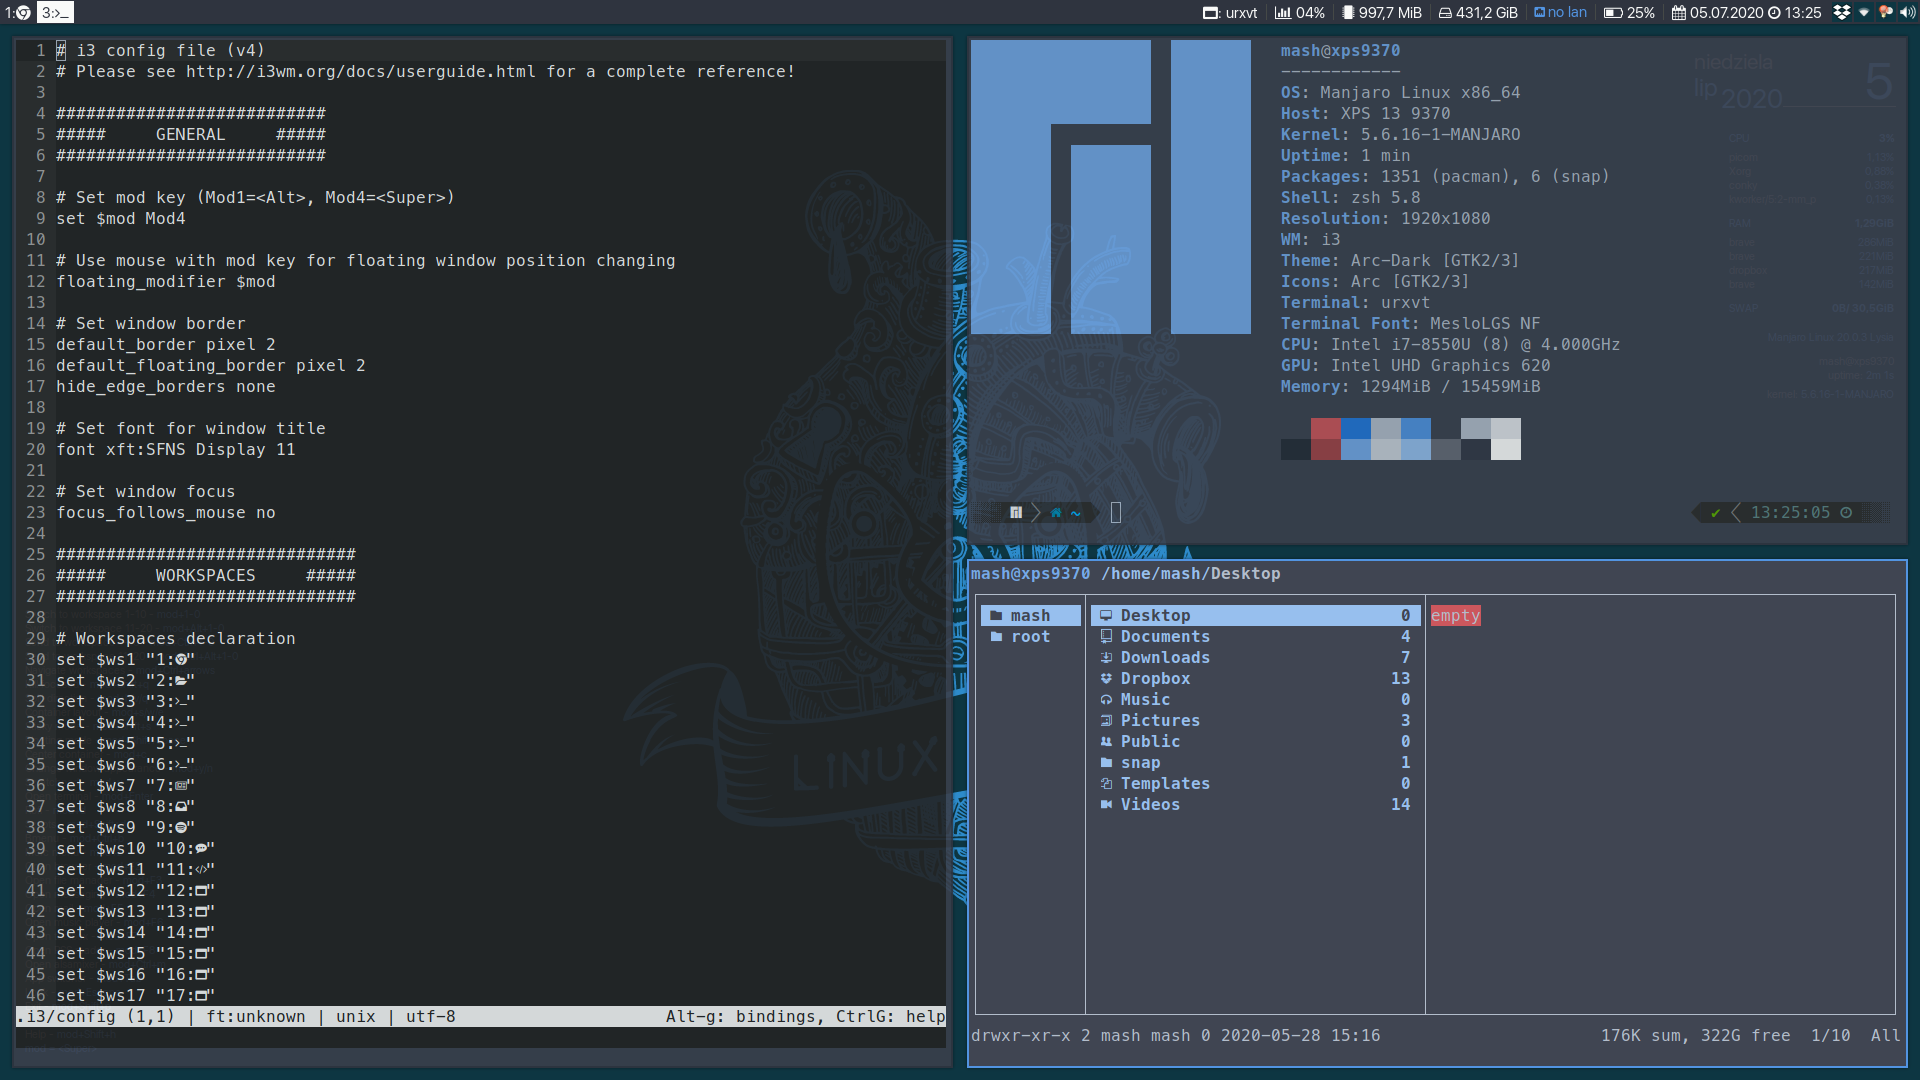 1: 3:>_ : urxvt 04% 997,7 MiB 431,2 GiB no lan 25% 05.07.2020 13:25
1 # i3 config file (v4)
2 # Please see http://i3wm.org/docs/userguide.html for a complete reference!
3
4 ###########################
5 #####     GENERAL     #####
6 ###########################
7
8 # Set mod key (Mod1=<Alt>, Mod4=<Super>)
9 set $mod Mod4
10
11 # Use mouse with mod key for floating window position changing
12 floating_modifier $mod
13
14 # Set window border
15 default_border pixel 2
16 default_floating_border pixel 2
17 hide_edge_borders none
18
19 # Set font for window title
20 font xft:SFNS Display 11
21
22 # Set window focus
23 focus_follows_mouse no
24
25 ##############################
26 #####     WORKSPACES     #####
27 ##############################
28
29 # Workspaces declaration
30 set $ws1 "1:"
31 set $ws2 "2:"
32 set $ws3 "3:>_"
33 set $ws4 "4:>_"
34 set $ws5 "5:>_"
35 set $ws6 "6:>_"
36 set $ws7 "7:"
37 set $ws8 "8:"
38 set $ws9 "9:"
39 set $ws10 "10:"
40 set $ws11 "11:</>"
41 set $ws12 "12:"
42 set $ws13 "13:"
43 set $ws14 "14:"
44 set $ws15 "15:"
45 set $ws16 "16:"
46 set $ws17 "17:"
.i3/config (1,1) | ft:unknown | unix | utf-8 Alt-g: bindings, CtrlG: help
LINUX
mash@xps9370
------------
OS: Manjaro Linux x86_64
Host: XPS 13 9370
Kernel: 5.6.16-1-MANJARO
Uptime: 1 min
Packages: 1351 (pacman), 6 (snap)
Shell: zsh 5.8
Resolution: 1920x1080
WM: i3
Theme: Arc-Dark [GTK2/3]
Icons: Arc [GTK2/3]
Terminal: urxvt
Terminal Font: MesloLGS NF
CPU: Intel i7-8550U (8) @ 4.000GHz
GPU: Intel UHD Graphics 620
Memory: 1294MiB / 15459MiB
niedziela
lip 2020 5
~ ✔ 13:25:05
mash@xps9370 /home/mash/Desktop
mash
root
Desktop 0
Documents 4
Downloads 7
Dropbox 13
Music 0
Pictures 3
Public 0
snap 1
Templates 0
Videos 14
empty
drwxr-xr-x 2 mash mash 0 2020-05-28 15:16 176K sum, 322G free 1/10 All